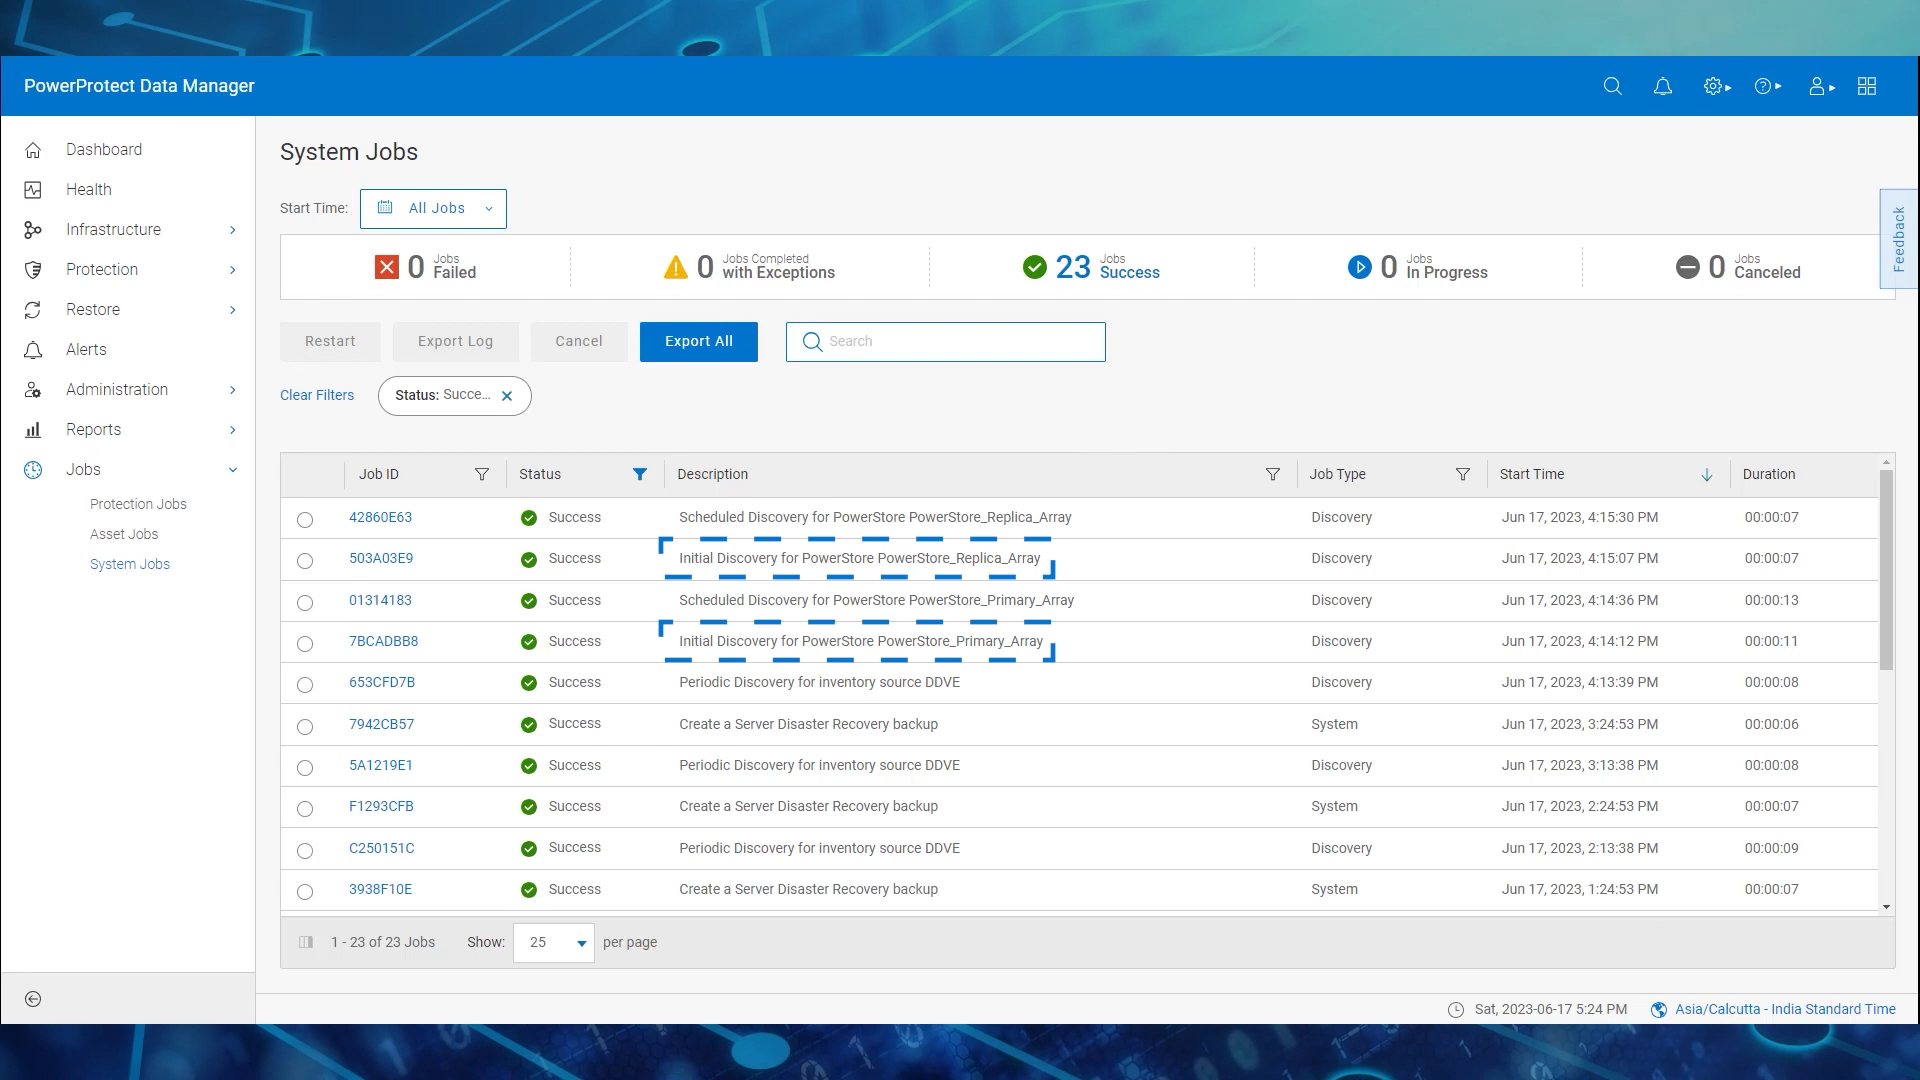 PowerProtect Data Manager
Dashboard
Health
Infrastructure
Protection
Restore
Alerts
Administration
Reports
Jobs
Protection Jobs
Asset Jobs
System Jobs
System Jobs
Start Time: All Jobs
0 Jobs Failed
0 Jobs Completed with Exceptions
23 Jobs Success
0 Jobs In Progress
0 Jobs Canceled
Feedback
Restart Export Log Cancel Export All Search
Clear Filters Status: Succe...
Job ID Status Description Job Type Start Time Duration
42860E63 Success Scheduled Discovery for PowerStore PowerStore_Replica_Array Discovery Jun 17, 2023, 4:15:30 PM 00:00:07
503A03E9 Success Initial Discovery for PowerStore PowerStore_Replica_Array Discovery Jun 17, 2023, 4:15:07 PM 00:00:07
01314183 Success Scheduled Discovery for PowerStore PowerStore_Primary_Array Discovery Jun 17, 2023, 4:14:36 PM 00:00:13
7BCADBB8 Success Initial Discovery for PowerStore PowerStore_Primary_Array Discovery Jun 17, 2023, 4:14:12 PM 00:00:11
653CFD7B Success Periodic Discovery for inventory source DDVE Discovery Jun 17, 2023, 4:13:39 PM 00:00:08
7942CB57 Success Create a Server Disaster Recovery backup System Jun 17, 2023, 3:24:53 PM 00:00:06
5A1219E1 Success Periodic Discovery for inventory source DDVE Discovery Jun 17, 2023, 3:13:38 PM 00:00:08
F1293CFB Success Create a Server Disaster Recovery backup System Jun 17, 2023, 2:24:53 PM 00:00:07
C250151C Success Periodic Discovery for inventory source DDVE Discovery Jun 17, 2023, 2:13:38 PM 00:00:09
3938F10E Success Create a Server Disaster Recovery backup System Jun 17, 2023, 1:24:53 PM 00:00:07
1 - 23 of 23 Jobs Show: 25 per page
Sat, 2023-06-17 5:24 PM Asia/Calcutta - India Standard Time